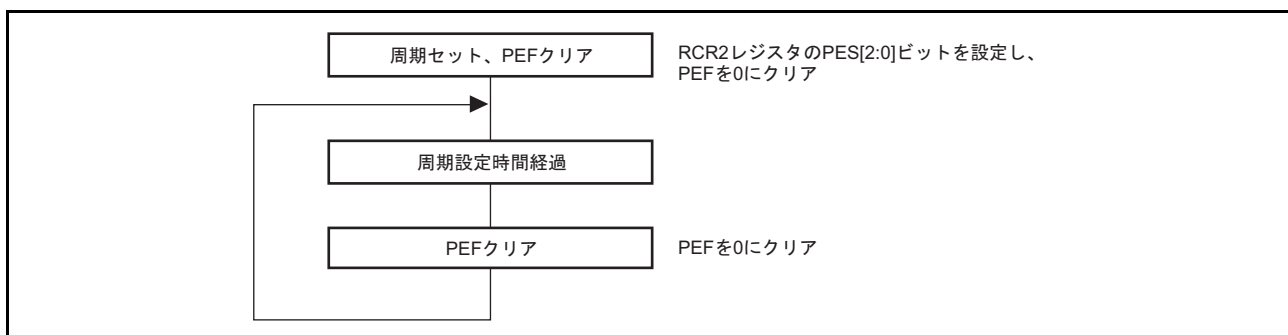 周期セット、PEFクリア
RCR2レジスタのPES[2:0]ビットを設定し、
PEFを0にクリア
周期設定時間経過
PEFクリア
PEFを0にクリア